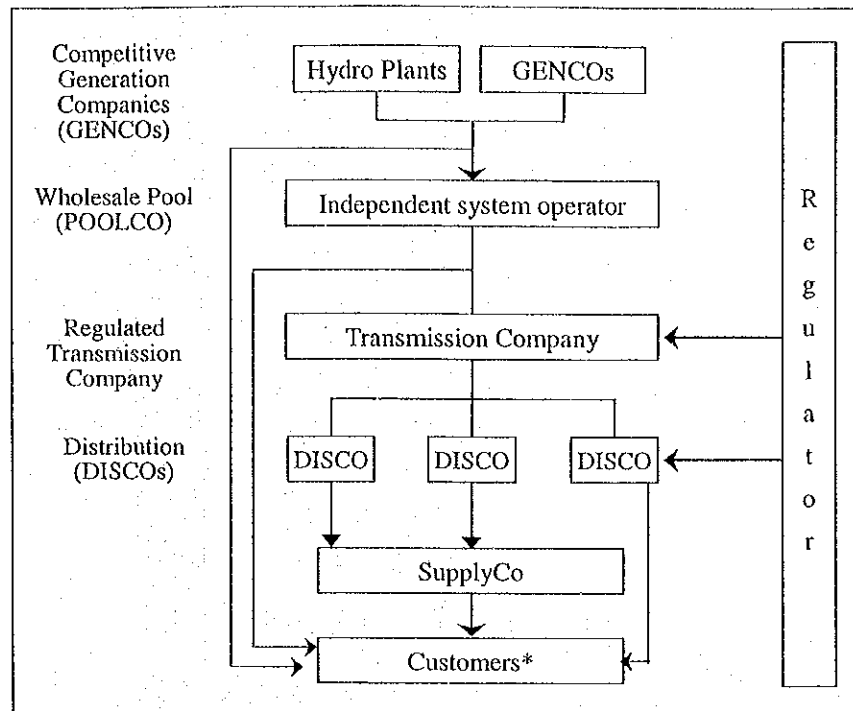 Competitive
Generation
Companies
(GENCOs)
Hydro Plants
GENCOs
Wholesale Pool
(POOLCO)
Independent system operator
Regulated
Transmission
Company
Transmission Company
Distribution
(DISCOs)
DISCO
DISCO
DISCO
SupplyCo
Customers*
R
e
g
u
l
a
t
o
r